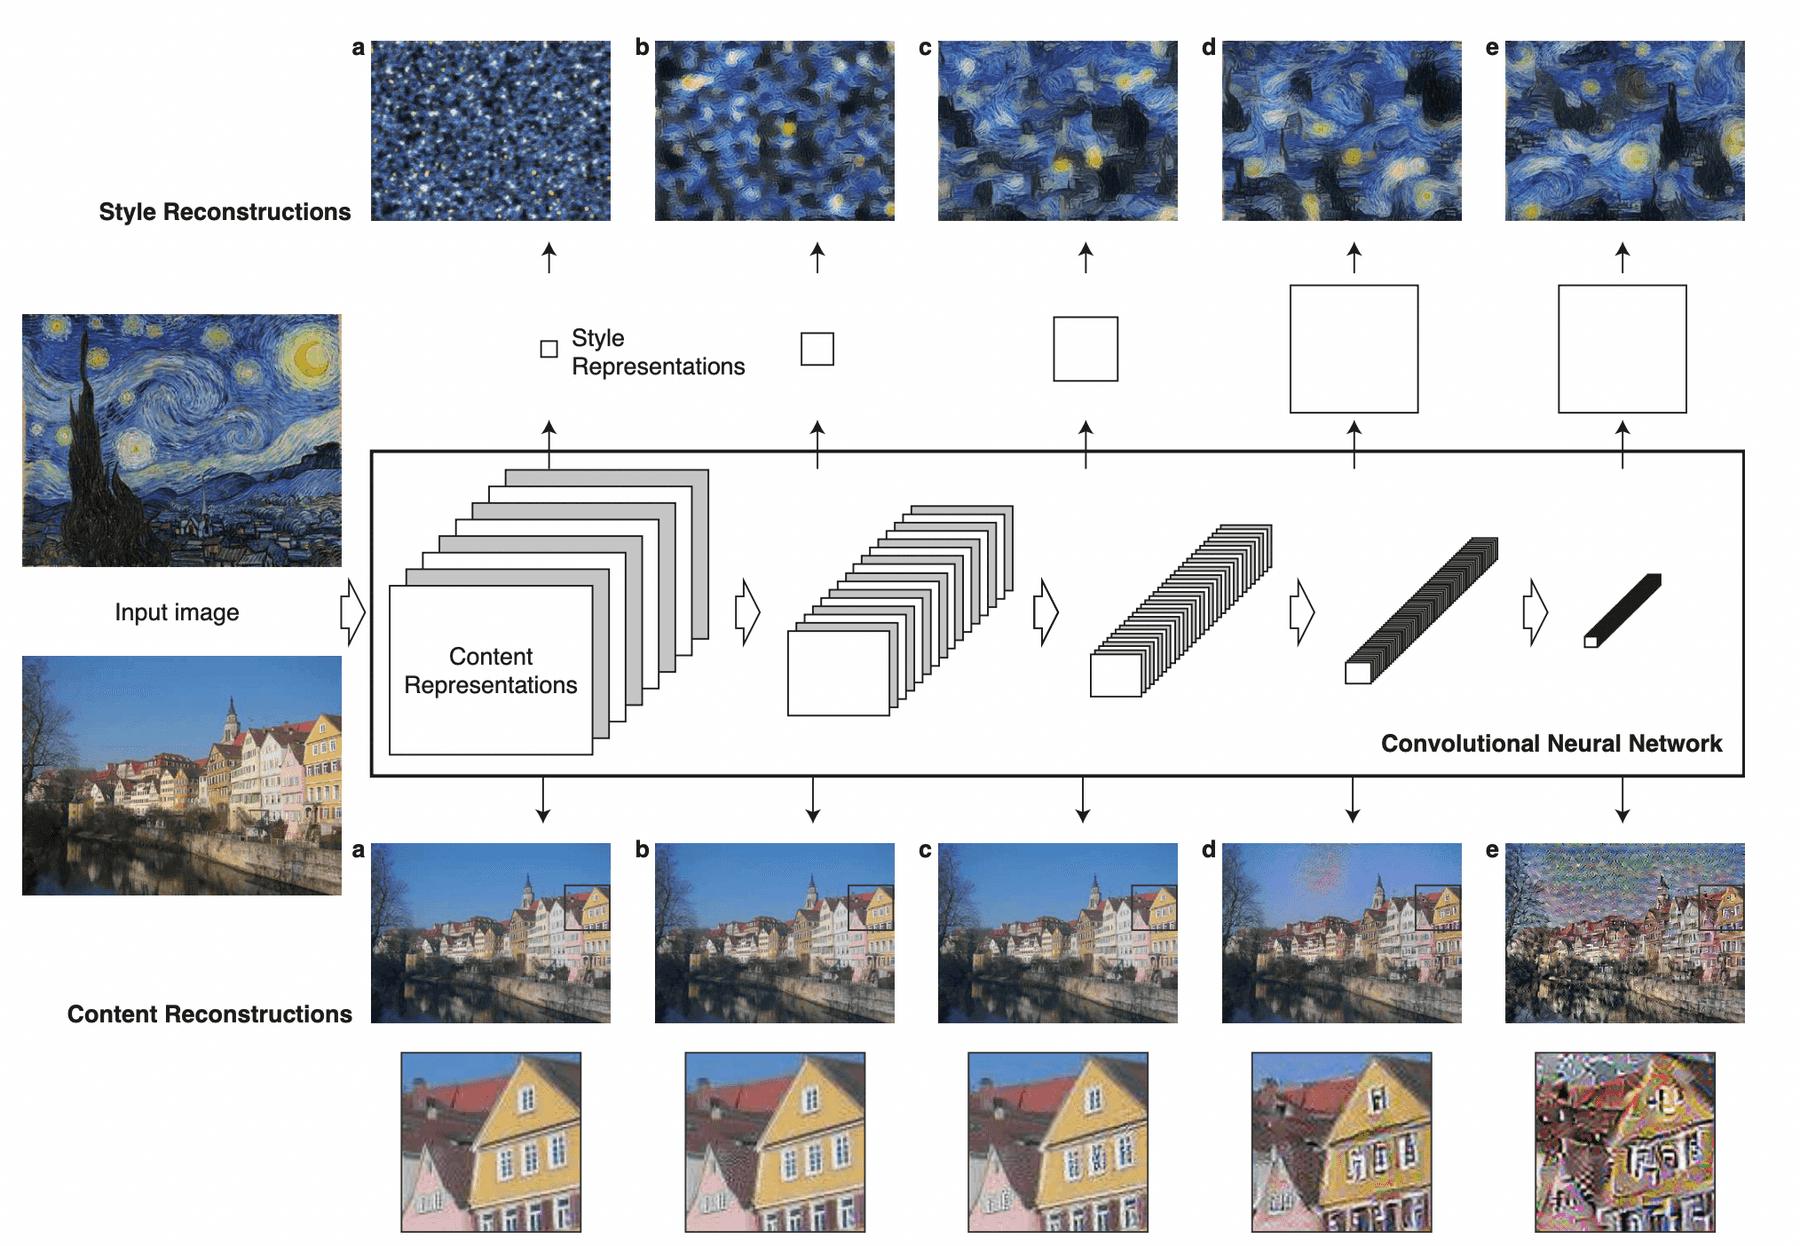 a
b
c
d
e
Style Reconstructions
Style
Representations
Input image
Content
Representations
Convolutional Neural Network
a
b
c
d
e
Content Reconstructions